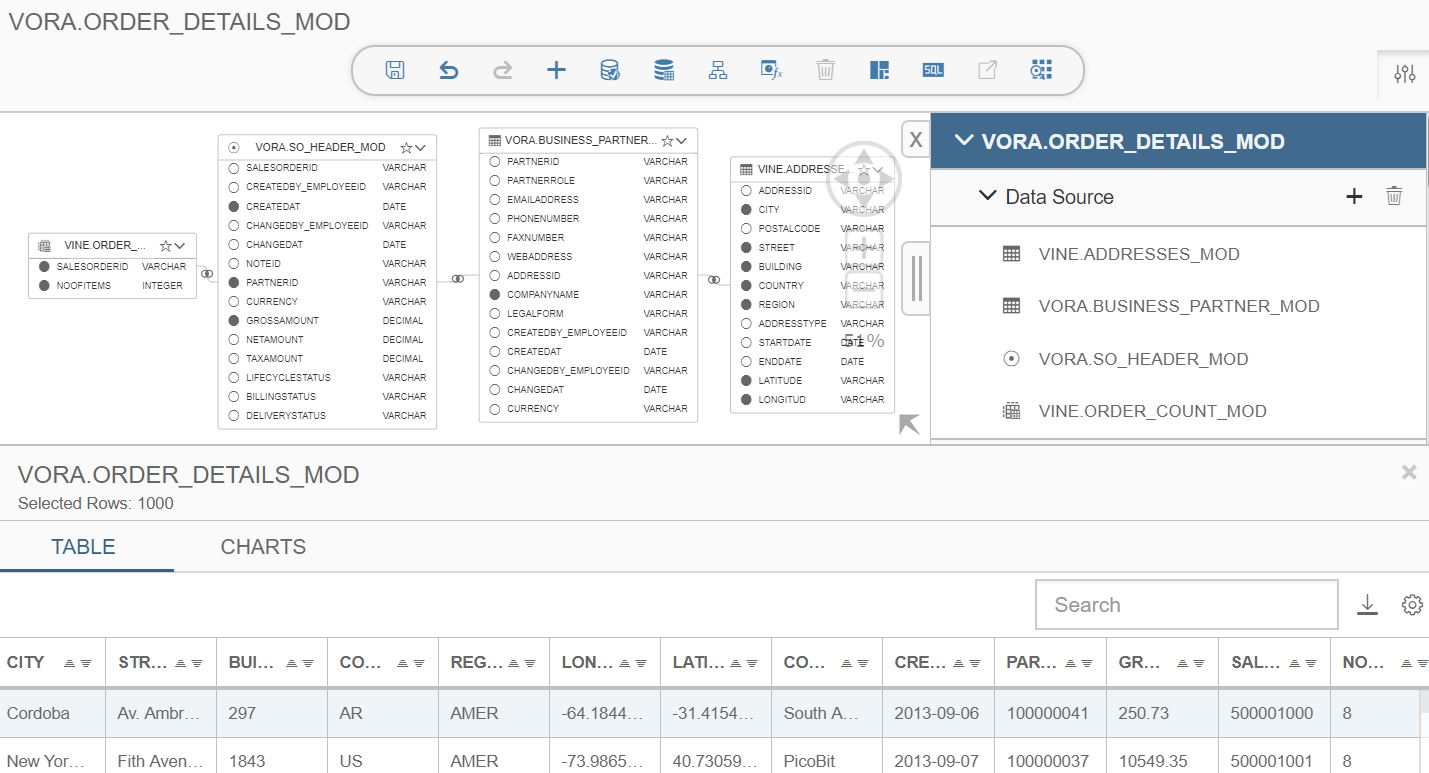 VORA.ORDER_DETAILS_MOD
SQL
VINE.ORDER_...
SALESORDERID VARCHAR
NOOFITEMS INTEGER
VORA.SO_HEADER_MOD
SALESORDERID VARCHAR
CREATEDBY_EMPLOYEEID VARCHAR
CREATEDAT DATE
CHANGEDBY_EMPLOYEEID VARCHAR
CHANGEDAT DATE
NOTEID VARCHAR
PARTNERID VARCHAR
CURRENCY VARCHAR
GROSSAMOUNT DECIMAL
NETAMOUNT DECIMAL
TAXAMOUNT DECIMAL
LIFECYCLESTATUS VARCHAR
BILLINGSTATUS VARCHAR
DELIVERYSTATUS VARCHAR
VORA.BUSINESS_PARTNER...
PARTNERID VARCHAR
PARTNERROLE VARCHAR
EMAILADDRESS VARCHAR
PHONENUMBER VARCHAR
FAXNUMBER VARCHAR
WEBADDRESS VARCHAR
ADDRESSID VARCHAR
COMPANYNAME VARCHAR
LEGALFORM VARCHAR
CREATEDBY_EMPLOYEEID VARCHAR
CREATEDAT DATE
CHANGEDBY_EMPLOYEEID VARCHAR
CHANGEDAT DATE
CURRENCY VARCHAR
VINE.ADDRESSE...
ADDRESSID VARCHAR
CITY VARCHAR
POSTALCODE VARCHAR
STREET VARCHAR
BUILDING VARCHAR
COUNTRY VARCHAR
REGION VARCHAR
ADDRESSTYPE VARCHAR
STARTDATE DATE
ENDDATE DATE
LATITUDE VARCHAR
LONGITUD VARCHAR
51%
X
VORA.ORDER_DETAILS_MOD
Data Source
VINE.ADDRESSES_MOD
VORA.BUSINESS_PARTNER_MOD
VORA.SO_HEADER_MOD
VINE.ORDER_COUNT_MOD
VORA.ORDER_DETAILS_MOD
Selected Rows: 1000
TABLE CHARTS
Search
CITY STR... BUI... CO... REG... LON... LATI... CO... CRE... PAR... GR... SAL... NO...
Cordoba Av. Ambr... 297 AR AMER -64.1844... -31.4154... South A... 2013-09-06 100000041 250.73 500001000 8
New Yor... Fith Aven... 1843 US AMER -73.9865... 40.73059... PicoBit 2013-09-07 100000037 10549.35 500001001 8